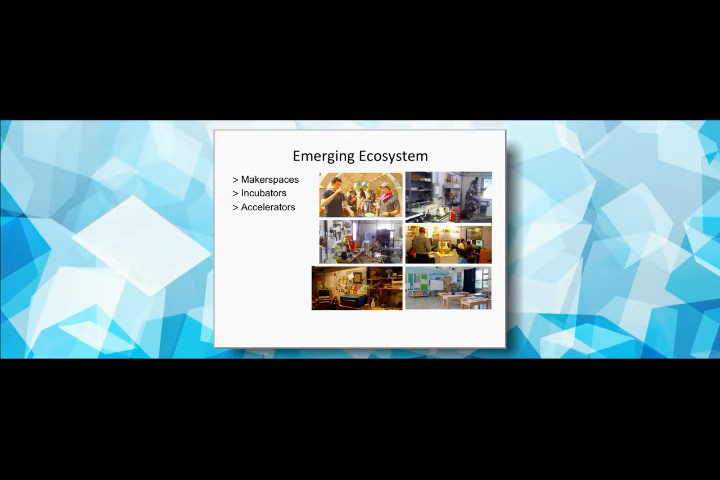 Emerging Ecosystem
> Makerspaces
> Incubators
> Accelerators